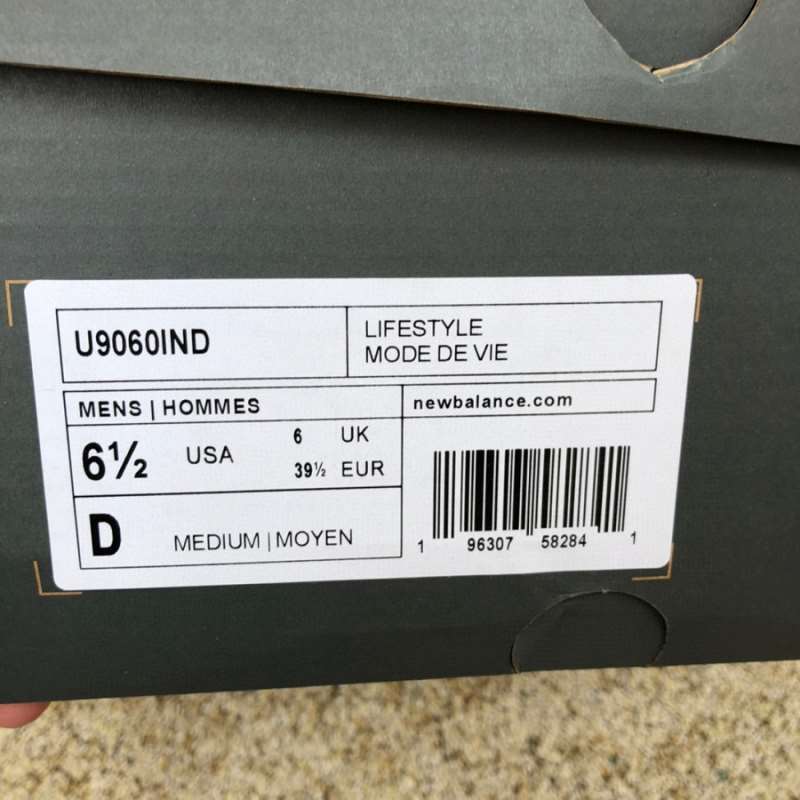 U9060IND
LIFESTYLE
MODE DE VIE
MENS | HOMMES
newbalance.com
6½ USA
6 UK
39½ EUR
D MEDIUM | MOYEN
1 96307 58284 1